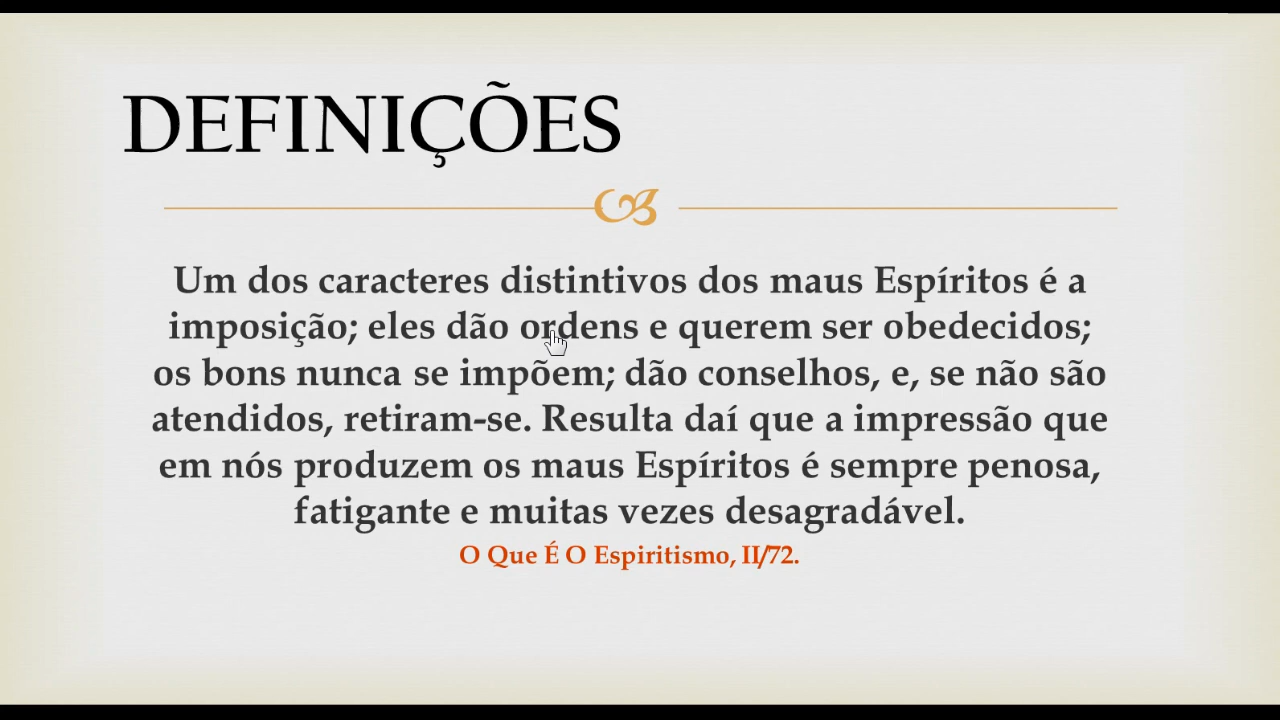 DEFINIÇÕES
Um dos caracteres distintivos dos maus Espíritos é a
imposição; eles dão ordens e querem ser obedecidos;
os bons nunca se impõem; dão conselhos, e, se não são
atendidos, retiram-se. Resulta daí que a impressão que
em nós produzem os maus Espíritos é sempre penosa,
fatigante e muitas vezes desagradável.
O Que É O Espiritismo, II/72.